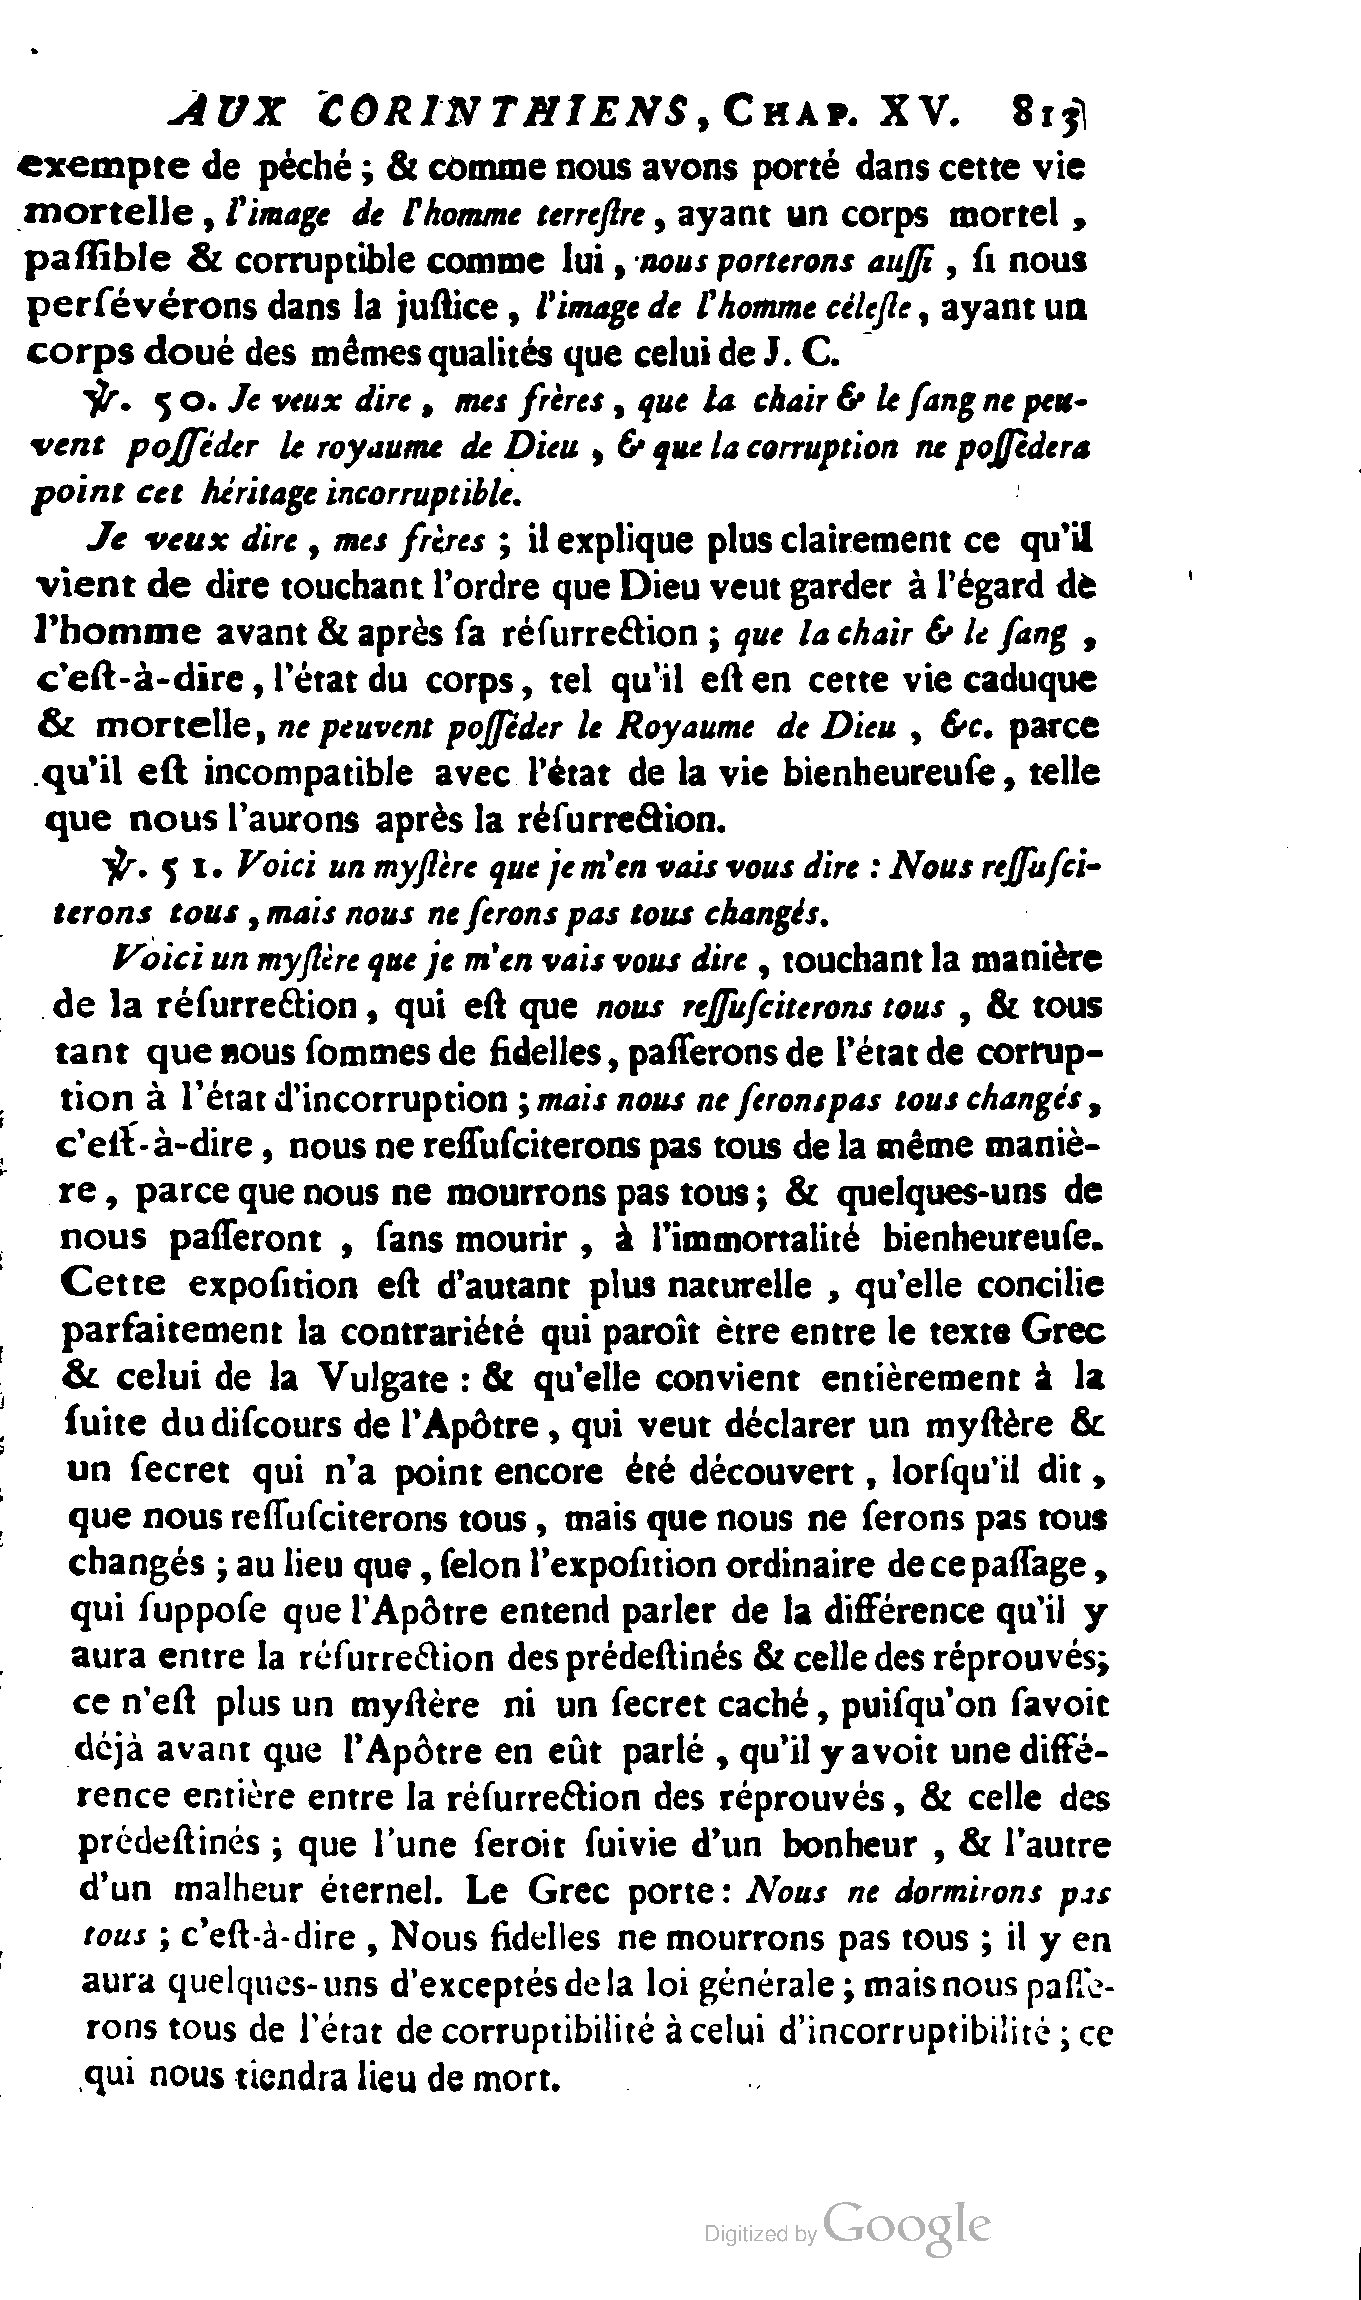 AUX CORINTHIENS, CHAP. XV. 813
exempte de péché ; & comme nous avons porté dans cette vie
mortelle, l'image de l'homme terreſtre, ayant un corps mortel,
paſſible & corruptible comme lui, nous porterons auſſi, ſi nous
perſévérons dans la juſtice, l'image de l'homme céleſte, ayant un
corps doué des mêmes qualités que celui de J. C.
℣. 50. Je veux dire, mes frères, que la chair & le ſang ne peu-
vent poſſéder le royaume de Dieu, & que la corruption ne poſſédera
point cet héritage incorruptible.
Je veux dire, mes frères ; il explique plus clairement ce qu'il
vient de dire touchant l'ordre que Dieu veut garder à l'égard de
l'homme avant & après ſa réſurrection ; que la chair & le ſang,
c'eſt-à-dire, l'état du corps, tel qu'il eſt en cette vie caduque
& mortelle, ne peuvent poſſéder le Royaume de Dieu, &c. parce
qu'il eſt incompatible avec l'état de la vie bienheureuſe, telle
que nous l'aurons après la réſurrection.
℣. 51. Voici un myſtère que je m'en vais vous dire : Nous reſſuſci-
terons tous, mais nous ne ſerons pas tous changés.
Voici un myſtère que je m'en vais vous dire, touchant la manière
de la réſurrection, qui eſt que nous reſſuſciterons tous, & tous
tant que nous ſommes de fidelles, paſſerons de l'état de corrup-
tion à l'état d'incorruption ; mais nous ne ſerons pas tous changés,
c'eſt-à-dire, nous ne reſſuſciterons pas tous de la même maniè-
re, parce que nous ne mourrons pas tous ; & quelques-uns de
nous paſſeront, ſans mourir, à l'immortalité bienheureuſe.
Cette expoſition eſt d'autant plus naturelle, qu'elle concilie
parfaitement la contrariété qui paroît être entre le texte Grec
& celui de la Vulgate : & qu'elle convient entièrement à la
ſuite du diſcours de l'Apôtre, qui veut déclarer un myſtère &
un ſecret qui n'a point encore été découvert, lorſqu'il dit,
que nous reſſuſciterons tous, mais que nous ne ſerons pas tous
changés ; au lieu que, ſelon l'expoſition ordinaire de ce paſſage,
qui ſuppoſe que l'Apôtre entend parler de la différence qu'il y
aura entre la réſurrection des prédeſtinés & celle des réprouvés;
ce n'eſt plus un myſtère ni un ſecret caché, puiſqu'on ſavoit
déjà avant que l'Apôtre en eût parlé, qu'il y avoit une diffé-
rence entière entre la réſurrection des réprouvés, & celle des
prédeſtinés ; que l'une ſeroit ſuivie d'un bonheur, & l'autre
d'un malheur éternel. Le Grec porte : Nous ne dormirons pas
tous ; c'eſt-à-dire, Nous fidelles ne mourrons pas tous ; il y en
aura quelques-uns d'exceptés de la loi générale ; mais nous paſſe-
rons tous de l'état de corruptibilité à celui d'incorruptibilité ; ce
qui nous tiendra lieu de mort.
Digitized by Google